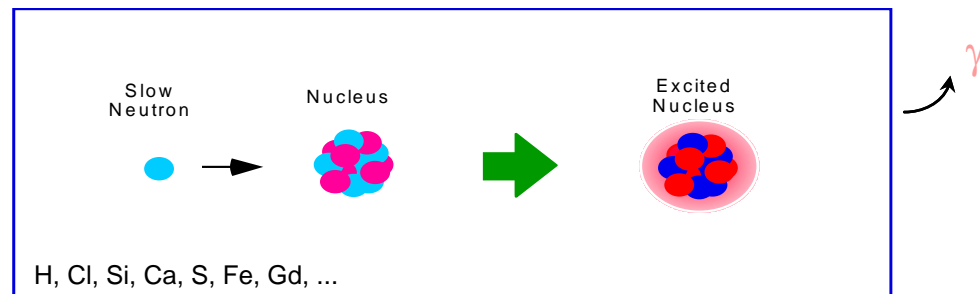 Slow
Neutron
Nucleus
Excited
Nucleus
γ
H, Cl, Si, Ca, S, Fe, Gd, ...